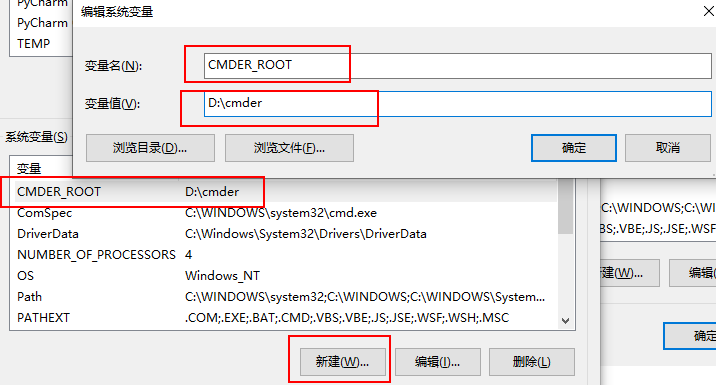 PyCharm
PyCharm
TEMP
编辑系统变量
变量名(N):
CMDER_ROOT
变量值(V):
D:\cmder
浏览目录(D)...
浏览文件(F)...
确定
取消
系统变量(S)
变量
CMDER_ROOT D:\cmder
ComSpec C:\WINDOWS\system32\cmd.exe
DriverData C:\Windows\System32\Drivers\DriverData
NUMBER_OF_PROCESSORS 4
OS Windows_NT
Path C:\WINDOWS\system32;C:\WINDOWS;C:\WINDOWS\System...
PATHEXT .COM;.EXE;.BAT;.CMD;.VBS;.VBE;.JS;.JSE;.WSF;.WSH;.MSC
新建(W)...
编辑(I)...
删除(L)
C:\WINDOWS;C:\W
BS;.VBE;.JS;.JSE;.WSF
建(W)...
编辑(I
确定